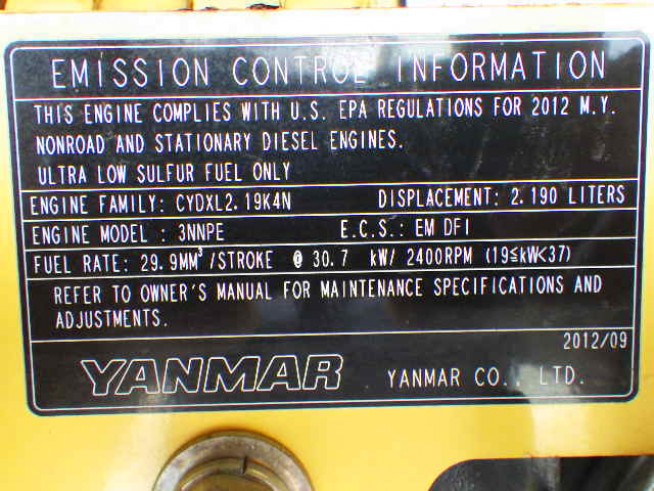 EMISSION CONTROL INFORMATION
THIS ENGINE COMPLIES WITH U.S. EPA REGULATIONS FOR 2012 M.Y.
NONROAD AND STATIONARY DIESEL ENGINES.
ULTRA LOW SULFUR FUEL ONLY
ENGINE FAMILY: CYDXL2.19K4N DISPLACEMENT: 2.190 LITERS
ENGINE MODEL : 3NNPE E.C.S.: EM DFI
FUEL RATE: 29.9MM³/STROKE @ 30.7 kW/ 2400RPM (19≦kW<37)
REFER TO OWNER'S MANUAL FOR MAINTENANCE SPECIFICATIONS AND
ADJUSTMENTS.
2012/09
YANMAR YANMAR CO., LTD.